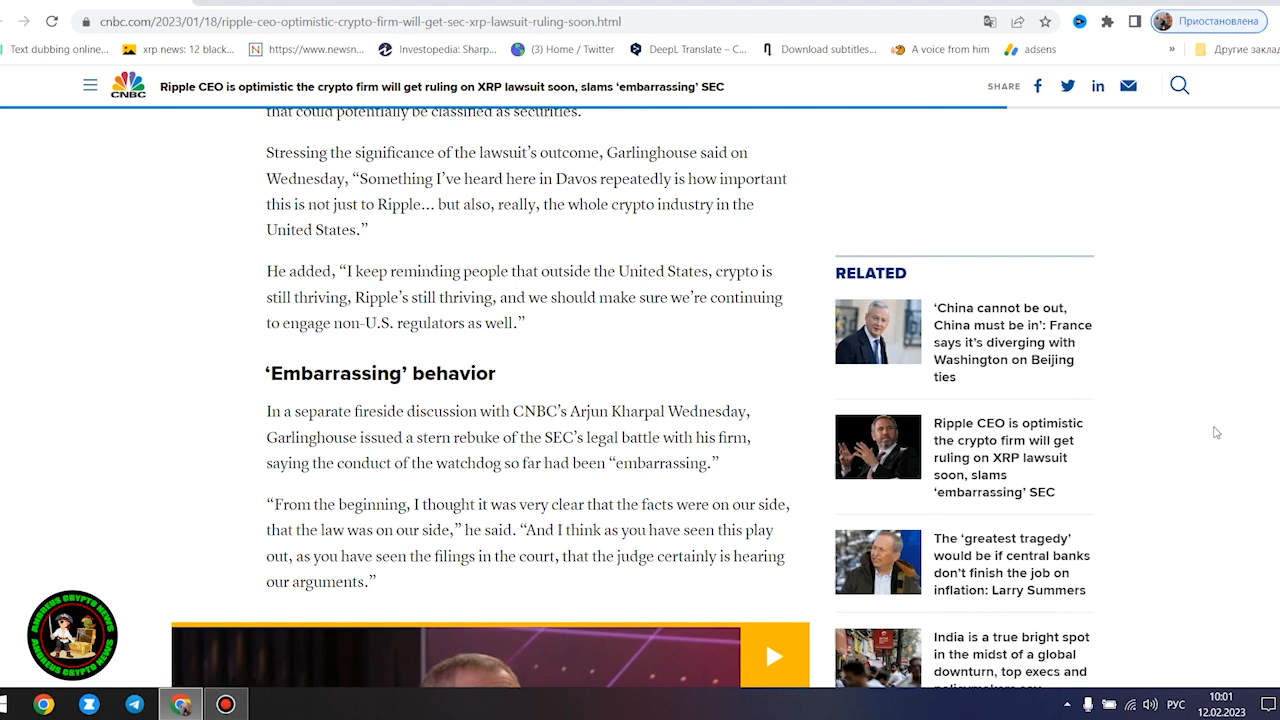 cnbc.com/2023/01/18/ripple-ceo-optimistic-crypto-firm-will-get-sec-xrp-lawsuit-ruling-soon.html
Приостановлена
Text dubbing online...
xrp news: 12 black...
https://www.newsn...
Investopedia: Sharp...
(3) Home / Twitter
DeepL Translate – C...
Download subtitles...
A voice from him
adsens
»
Другие закла
CNBC
Ripple CEO is optimistic the crypto firm will get ruling on XRP lawsuit soon, slams ‘embarrassing’ SEC
SHARE
that could potentially be classified as securities.
Stressing the significance of the lawsuit’s outcome, Garlinghouse said on
Wednesday, “Something I’ve heard here in Davos repeatedly is how important
this is not just to Ripple… but also, really, the whole crypto industry in the
United States.”
He added, “I keep reminding people that outside the United States, crypto is
still thriving, Ripple’s still thriving, and we should make sure we’re continuing
to engage non-U.S. regulators as well.”
‘Embarrassing’ behavior
In a separate fireside discussion with CNBC’s Arjun Kharpal Wednesday,
Garlinghouse issued a stern rebuke of the SEC’s legal battle with his firm,
saying the conduct of the watchdog so far had been “embarrassing.”
“From the beginning, I thought it was very clear that the facts were on our side,
that the law was on our side,” he said. “And I think as you have seen this play
out, as you have seen the filings in the court, that the judge certainly is hearing
our arguments.”
RELATED
‘China cannot be out,
China must be in’: France
says it’s diverging with
Washington on Beijing
ties
Ripple CEO is optimistic
the crypto firm will get
ruling on XRP lawsuit
soon, slams
‘embarrassing’ SEC
The ‘greatest tragedy’
would be if central banks
don’t finish the job on
inflation: Larry Summers
India is a true bright spot
in the midst of a global
downturn, top execs and
policymakers say
ANDREUS CRYPTO NEWS
ANDREUS CRYPTO NEWS
РУС
10:01
12.02.2023